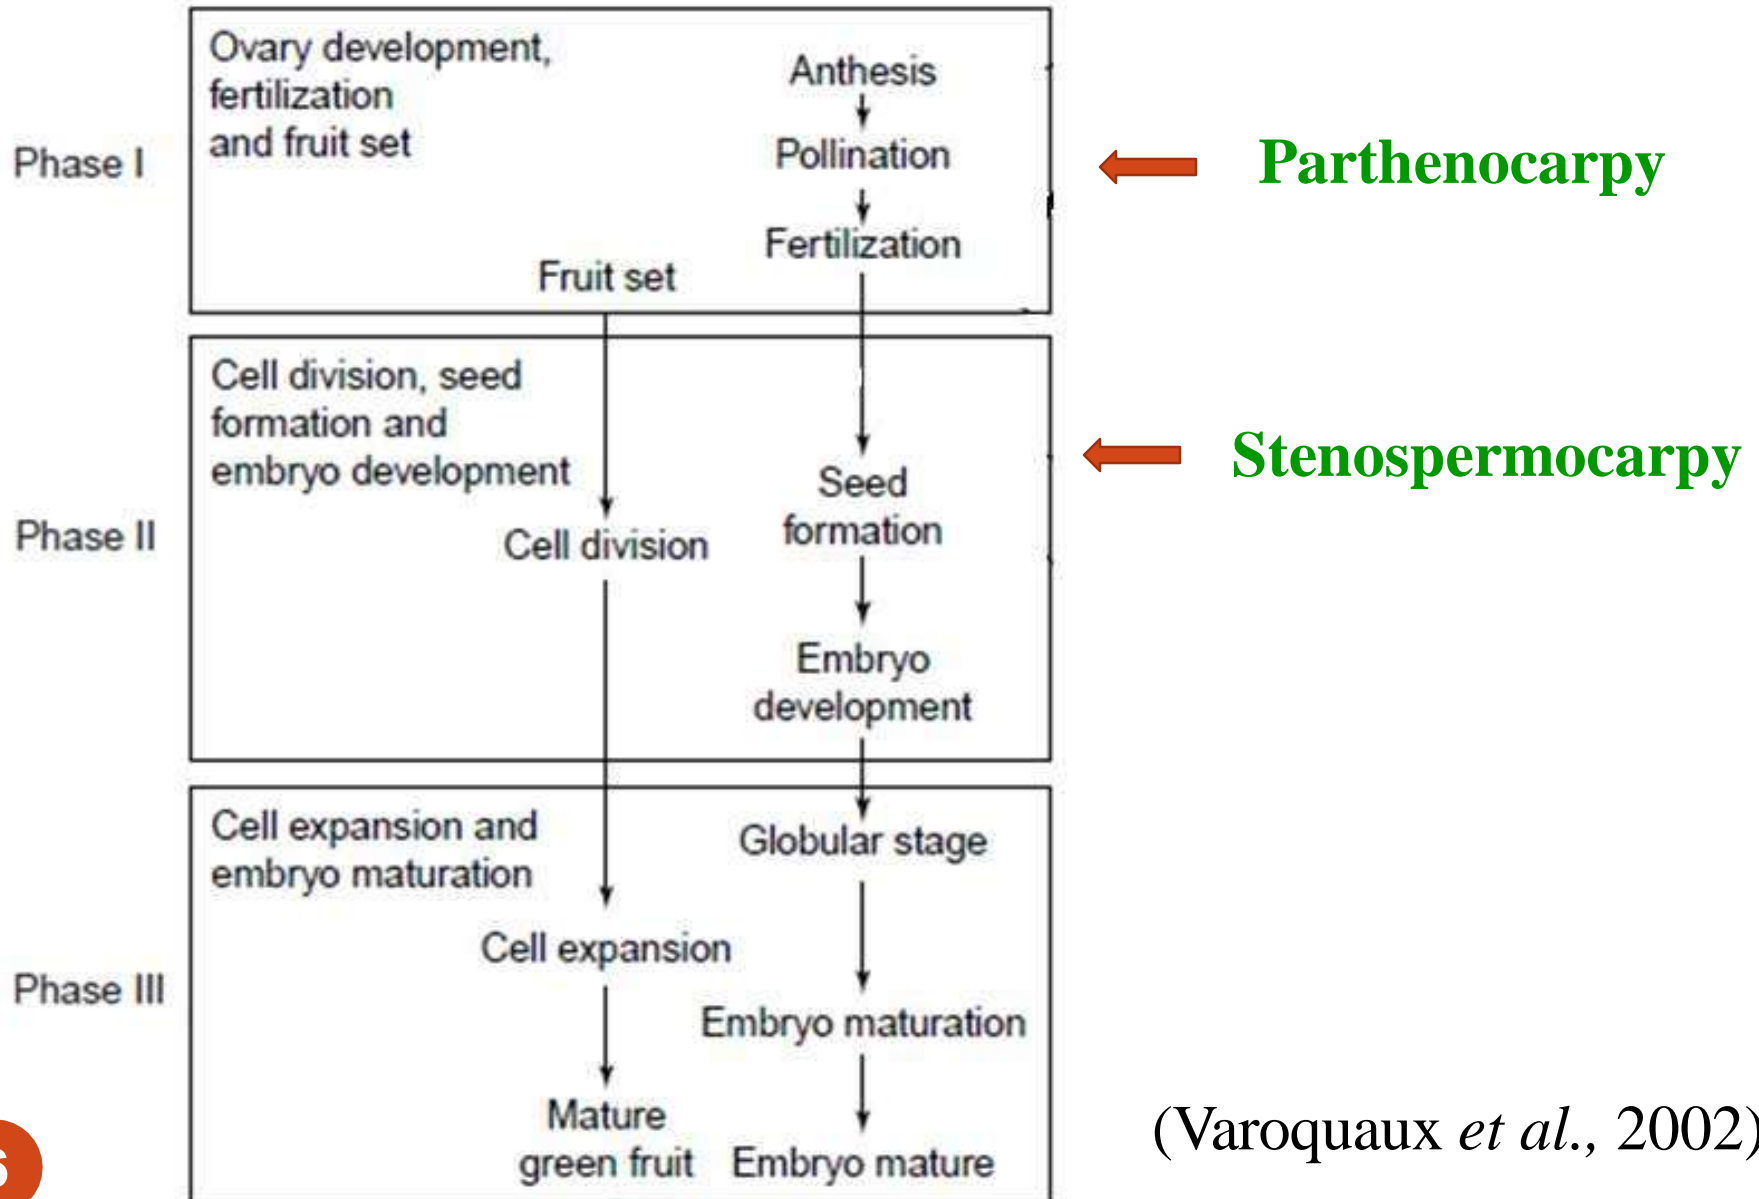 Phase I
Ovary development,
fertilization
and fruit set
Anthesis
Pollination
Fertilization
Fruit set
Parthenocarpy
Phase II
Cell division, seed
formation and
embryo development
Cell division
Seed
formation
Embryo
development
Stenospermocarpy
Phase III
Cell expansion and
embryo maturation
Globular stage
Cell expansion
Embryo maturation
Mature
green fruit
Embryo mature
(Varoquaux et al., 2002)